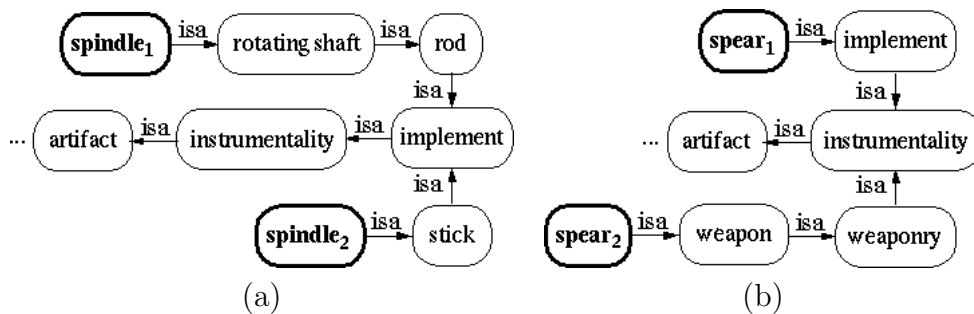 spindle1 isa rotating shaft isa rod
isa
... artifact isa instrumentality isa implement
isa
spindle2 isa stick
(a)
spear1 isa implement
isa
... artifact isa instrumentality
isa
spear2 isa weapon isa weaponry
(b)